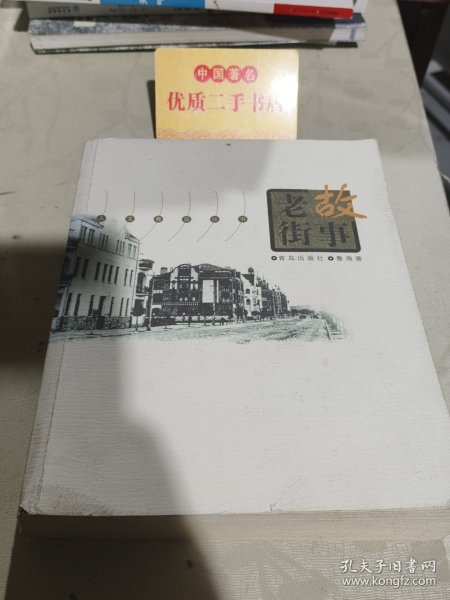 中国著名
优质二手书店
老街故事
青岛出版社 鲁海著
孔夫子旧书网
www.kongfz.com